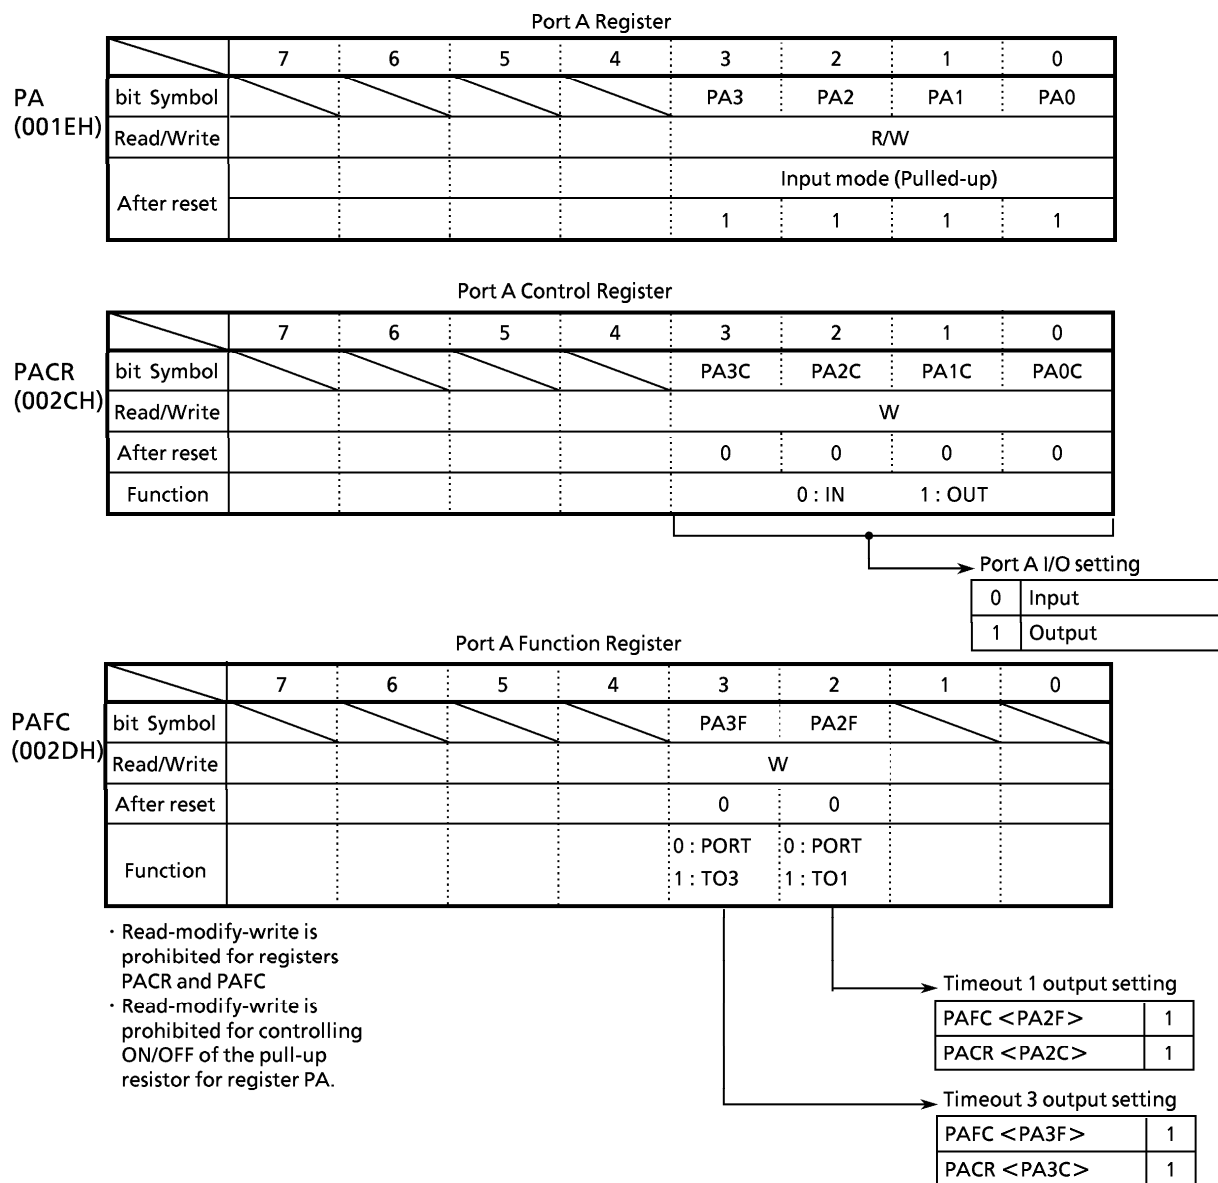 Port A Register
7 6 5 4 3 2 1 0
PA
(001EH)
bit Symbol PA3 PA2 PA1 PA0
Read/Write R/W
After reset Input mode (Pulled-up)
1 1 1 1
Port A Control Register
7 6 5 4 3 2 1 0
PACR
(002CH)
bit Symbol PA3C PA2C PA1C PA0C
Read/Write W
After reset 0 0 0 0
Function 0 : IN 1 : OUT
Port A I/O setting
0 Input
1 Output
Port A Function Register
7 6 5 4 3 2 1 0
PAFC
(002DH)
bit Symbol PA3F PA2F
Read/Write W
After reset 0 0
Function
0 : PORT 0 : PORT
1 : TO3 1 : TO1
· Read-modify-write is
prohibited for registers
PACR and PAFC
· Read-modify-write is
prohibited for controlling
ON/OFF of the pull-up
resistor for register PA.
Timeout 1 output setting
PAFC <PA2F> 1
PACR <PA2C> 1
Timeout 3 output setting
PAFC <PA3F> 1
PACR <PA3C> 1